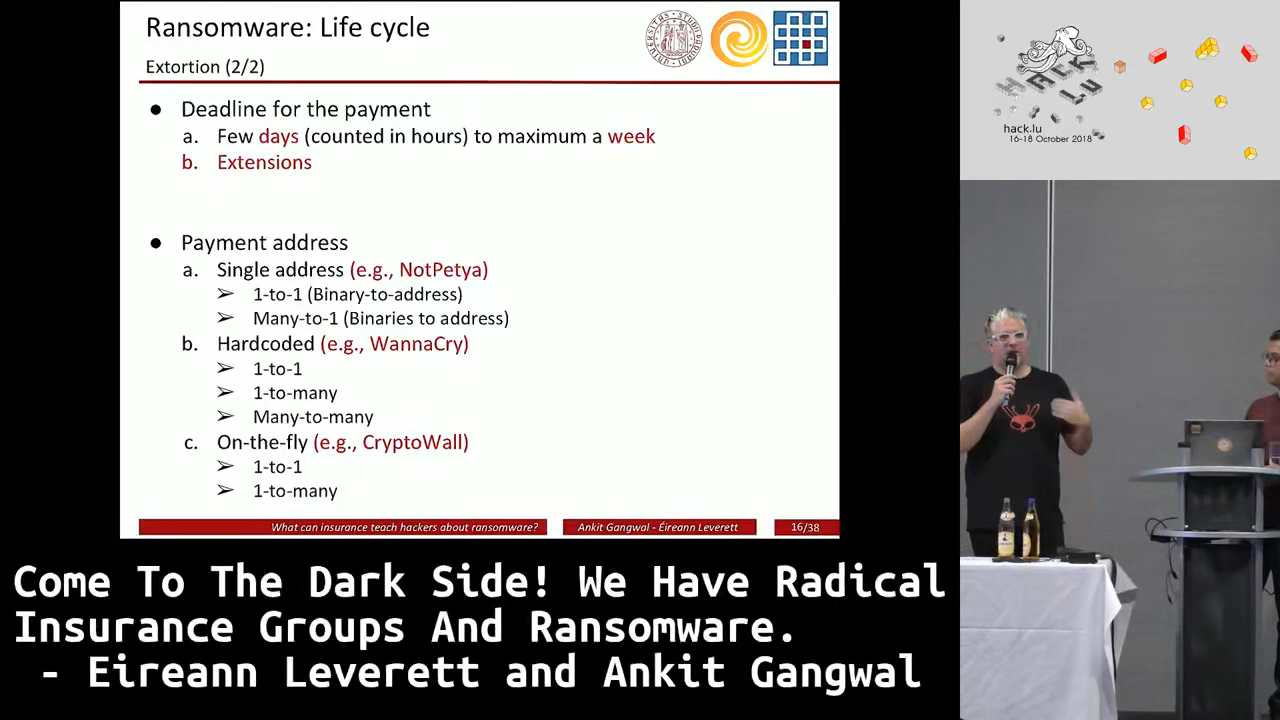 Ransomware: Life cycle
Extortion (2/2)
● Deadline for the payment
a. Few days (counted in hours) to maximum a week
b. Extensions
● Payment address
a. Single address (e.g., NotPetya)
➢ 1-to-1 (Binary-to-address)
➢ Many-to-1 (Binaries to address)
b. Hardcoded (e.g., WannaCry)
➢ 1-to-1
➢ 1-to-many
➢ Many-to-many
c. On-the-fly (e.g., CryptoWall)
➢ 1-to-1
➢ 1-to-many
What can insurance teach hackers about ransomware?
Ankit Gangwal - Éireann Leverett
16/38
HACK
LU
hack.lu
16-18 October 2018
Come To The Dark Side! We Have Radical
Insurance Groups And Ransomware.
- Eireann Leverett and Ankit Gangwal